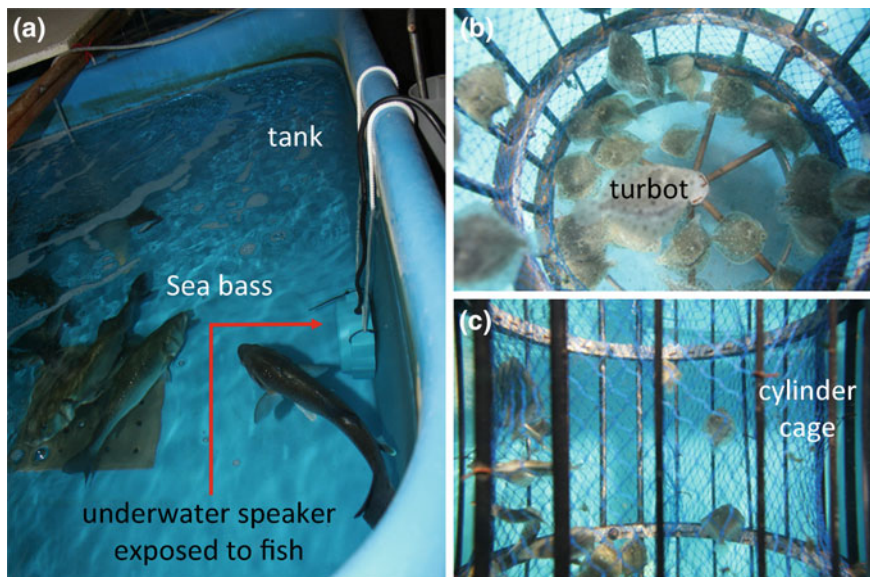 (a)
tank
Sea bass
underwater speaker
exposed to fish
(b)
turbot
(c)
cylinder
cage